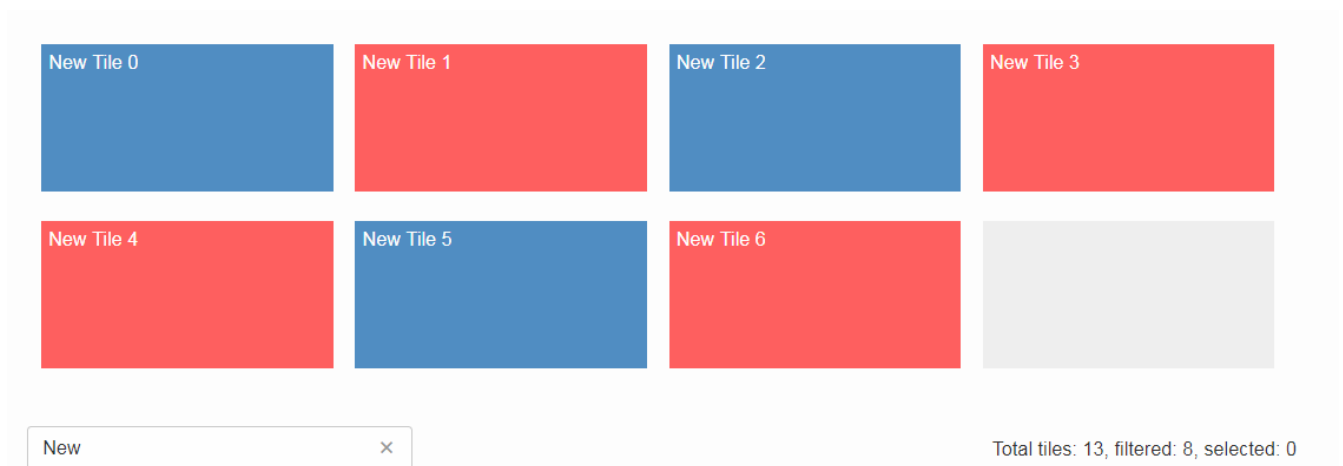 New Tile 0
New Tile 1
New Tile 2
New Tile 3
New Tile 4
New Tile 5
New Tile 6
New
Total tiles: 13, filtered: 8, selected: 0